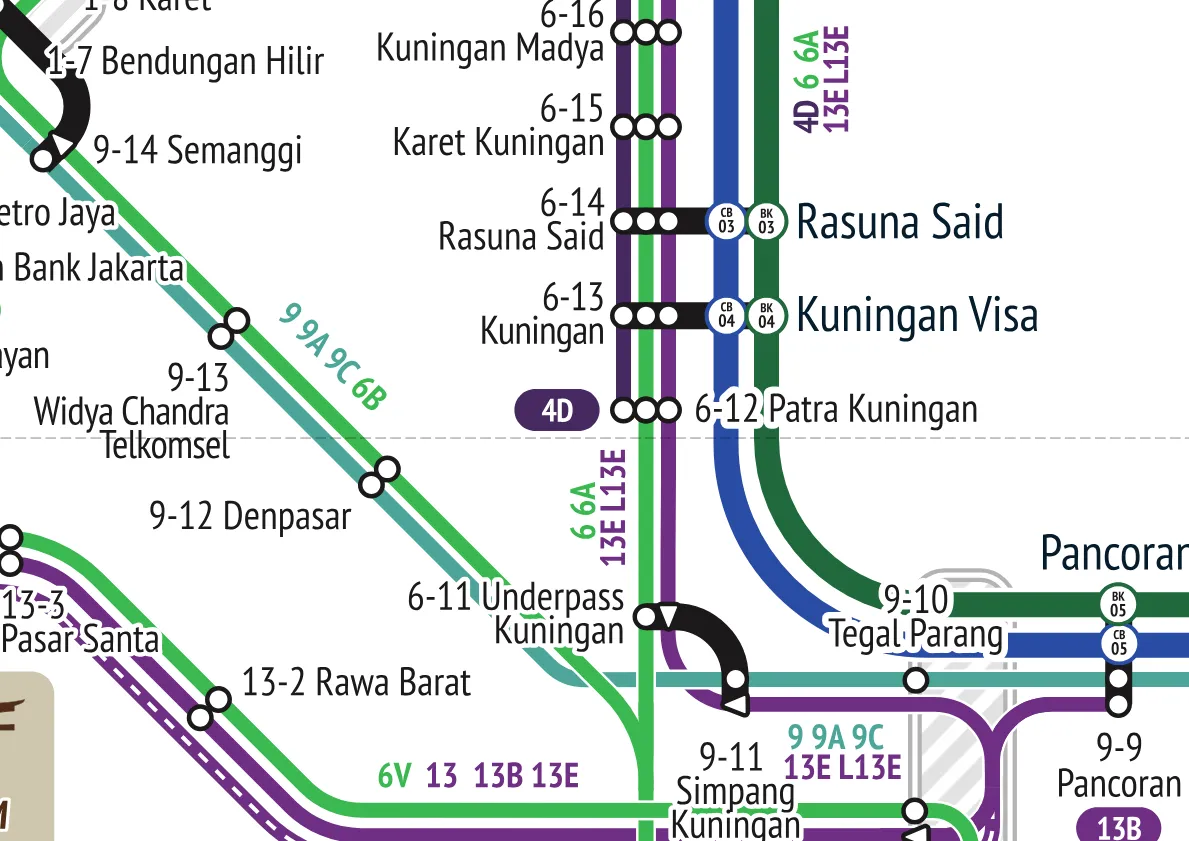 1-8 Karet
1-7 Bendungan Hilir
9-14 Semanggi
etro Jaya
n Bank Jakarta
ayan
9-13
Widya Chandra
Telkomsel
9 9A 9C 6B
9-12 Denpasar
6-16
Kuningan Madya
6-15
Karet Kuningan
6-14
Rasuna Said
6-13
Kuningan
4D
6-12 Patra Kuningan
4D 6 6A
13E L13E
CB
03
BK
03
Rasuna Said
CB
04
BK
04
Kuningan Visa
6 6A
13E L13E
6-11 Underpass
Kuningan
Pancoran
BK
05
CB
05
9-10
Tegal Parang
13-3
Pasar Santa
13-2 Rawa Barat
6V 13 13B 13E
9 9A 9C
13E L13E
9-11
Simpang
Kuningan
9-9
Pancoran
13B
M